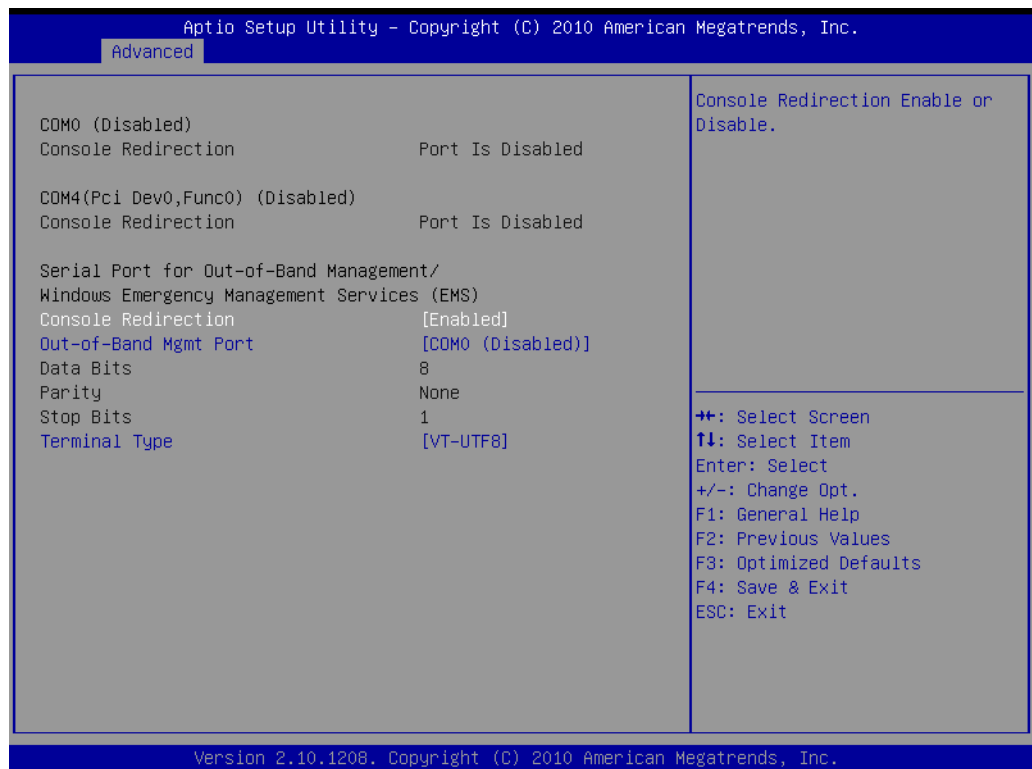 Aptio Setup Utility – Copyright (C) 2010 American Megatrends, Inc.
Advanced
COM0 (Disabled)
Console Redirection Port Is Disabled
COM4(Pci Dev0,Func0) (Disabled)
Console Redirection Port Is Disabled
Serial Port for Out-of-Band Management/
Windows Emergency Management Services (EMS)
Console Redirection [Enabled]
Out-of-Band Mgmt Port [COM0 (Disabled)]
Data Bits 8
Parity None
Stop Bits 1
Terminal Type [VT-UTF8]
Console Redirection Enable or
Disable.
→←: Select Screen
↑↓: Select Item
Enter: Select
+/-: Change Opt.
F1: General Help
F2: Previous Values
F3: Optimized Defaults
F4: Save & Exit
ESC: Exit
Version 2.10.1208. Copyright (C) 2010 American Megatrends, Inc.